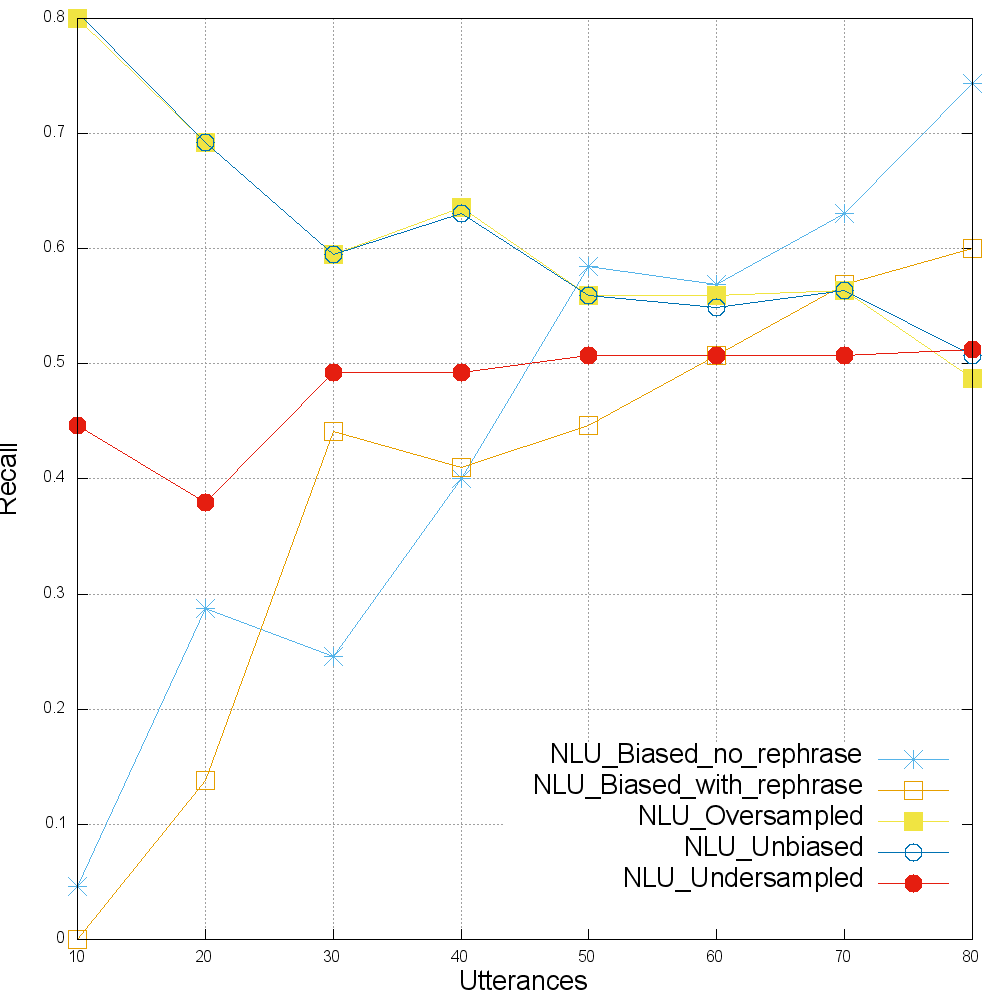 0.8
0.7
0.6
0.5
0.4
0.3
0.2
0.1
0
Recall
10 20 30 40 50 60 70 80
Utterances
NLU_Biased_no_rephrase
NLU_Biased_with_rephrase
NLU_Oversampled
NLU_Unbiased
NLU_Undersampled